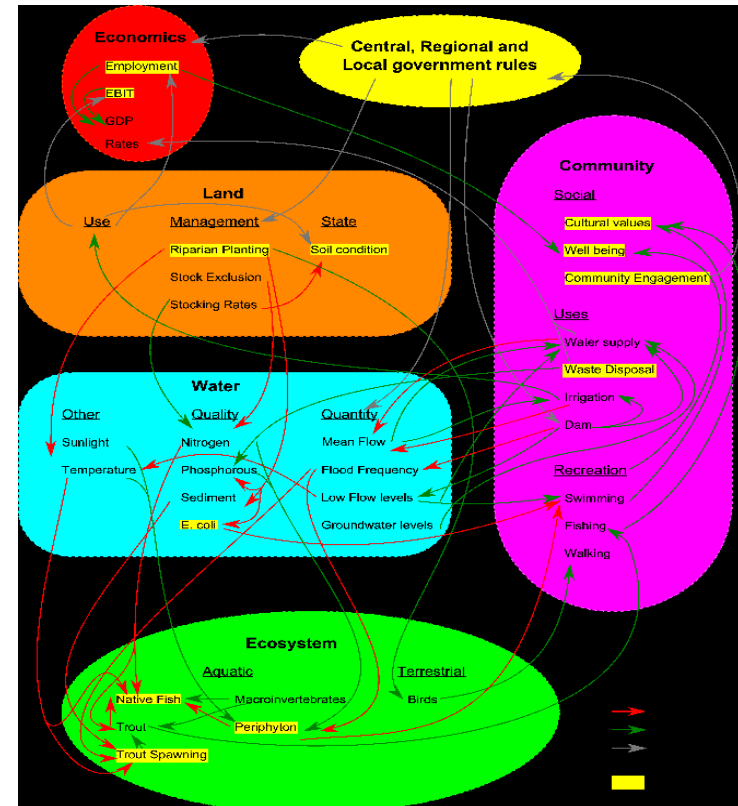 Economics
Employment
EBIT
GDP
Rates
Central, Regional and
Local government rules
Land
Use
Management
State
Riparian Planting
Soil condition
Stock Exclusion
Stocking Rates
Community
Social
Cultural values
Well being
Community Engagement
Uses
Waler supply
Waste Disposal
Irrigation
Dam
Recreation
Swimming
Fishing
Walking
Water
Other
Quality
Quantity
Sunlight
Nitrogen
Mean Flow
Temperature
Phosphorous
Flood Frequency
Sediment
Low Flow levels
E. coli
Groundwater levels
Ecosystem
Aquatic
Terrestrial
Native Fish
Macroinvertebrates
Birds
Trout
Periphylon
Trout Spawning